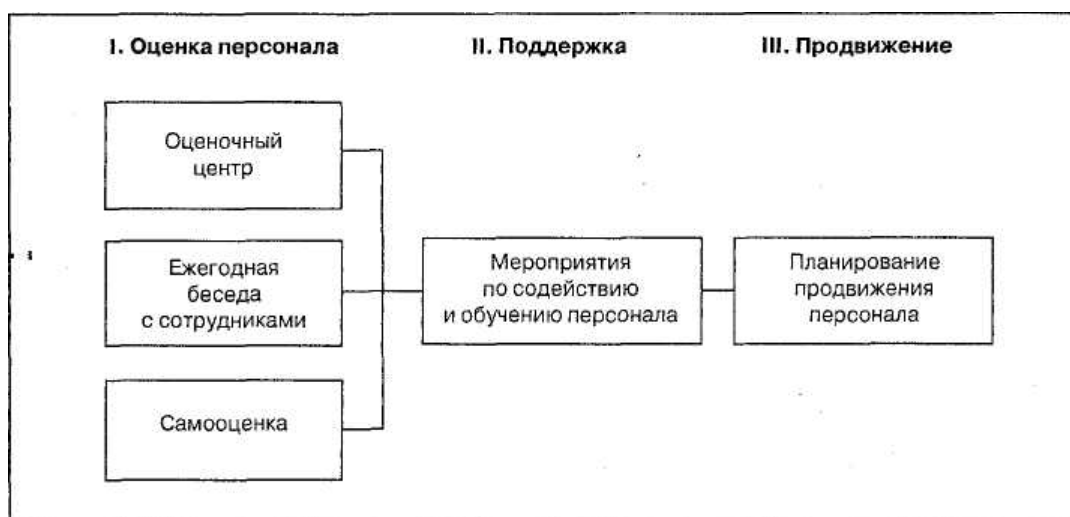 I. Оценка персонала
II. Поддержка
III. Продвижение
Оценочный
центр
Ежегодная
беседа
с сотрудниками
Мероприятия
по содействию
и обучению персонала
Планирование
продвижения
персонала
Самооценка